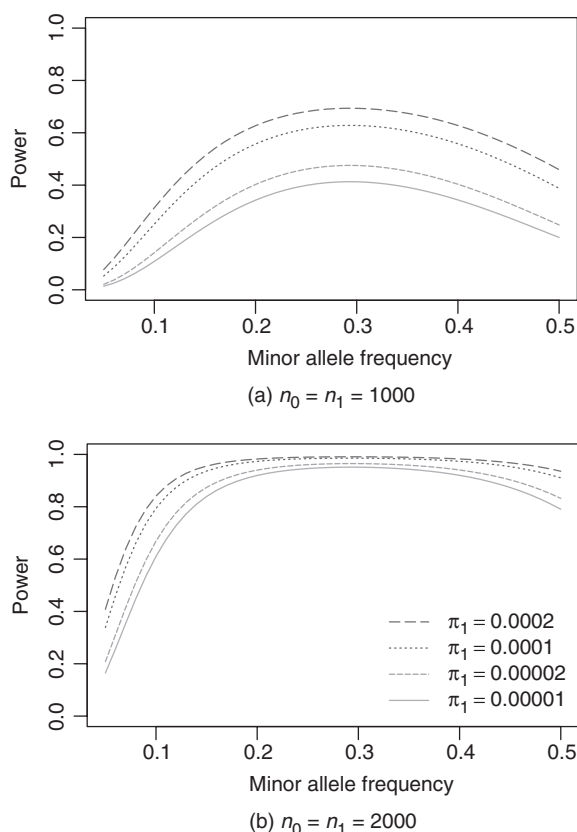 1.0
0.8
0.6
0.4
0.2
0.0
Power
0.1 0.2 0.3 0.4 0.5
Minor allele frequency
(a) n₀ = n₁ = 1000
1.0
0.8
0.6
0.4
0.2
0.0
Power
π₁ = 0.0002
π₁ = 0.0001
π₁ = 0.00002
π₁ = 0.00001
0.1 0.2 0.3 0.4 0.5
Minor allele frequency
(b) n₀ = n₁ = 2000